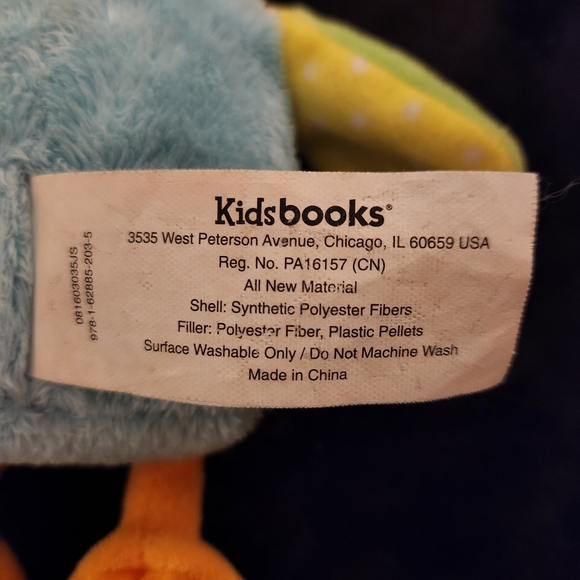 Kidsbooks®
3535 West Peterson Avenue, Chicago, IL 60659 USA
Reg. No. PA16157 (CN)
All New Material
Shell: Synthetic Polyester Fibers
Filler: Polyester Fiber, Plastic Pellets
Surface Washable Only / Do Not Machine Wash
Made in China
081603035JS
978-1-62885-203-5